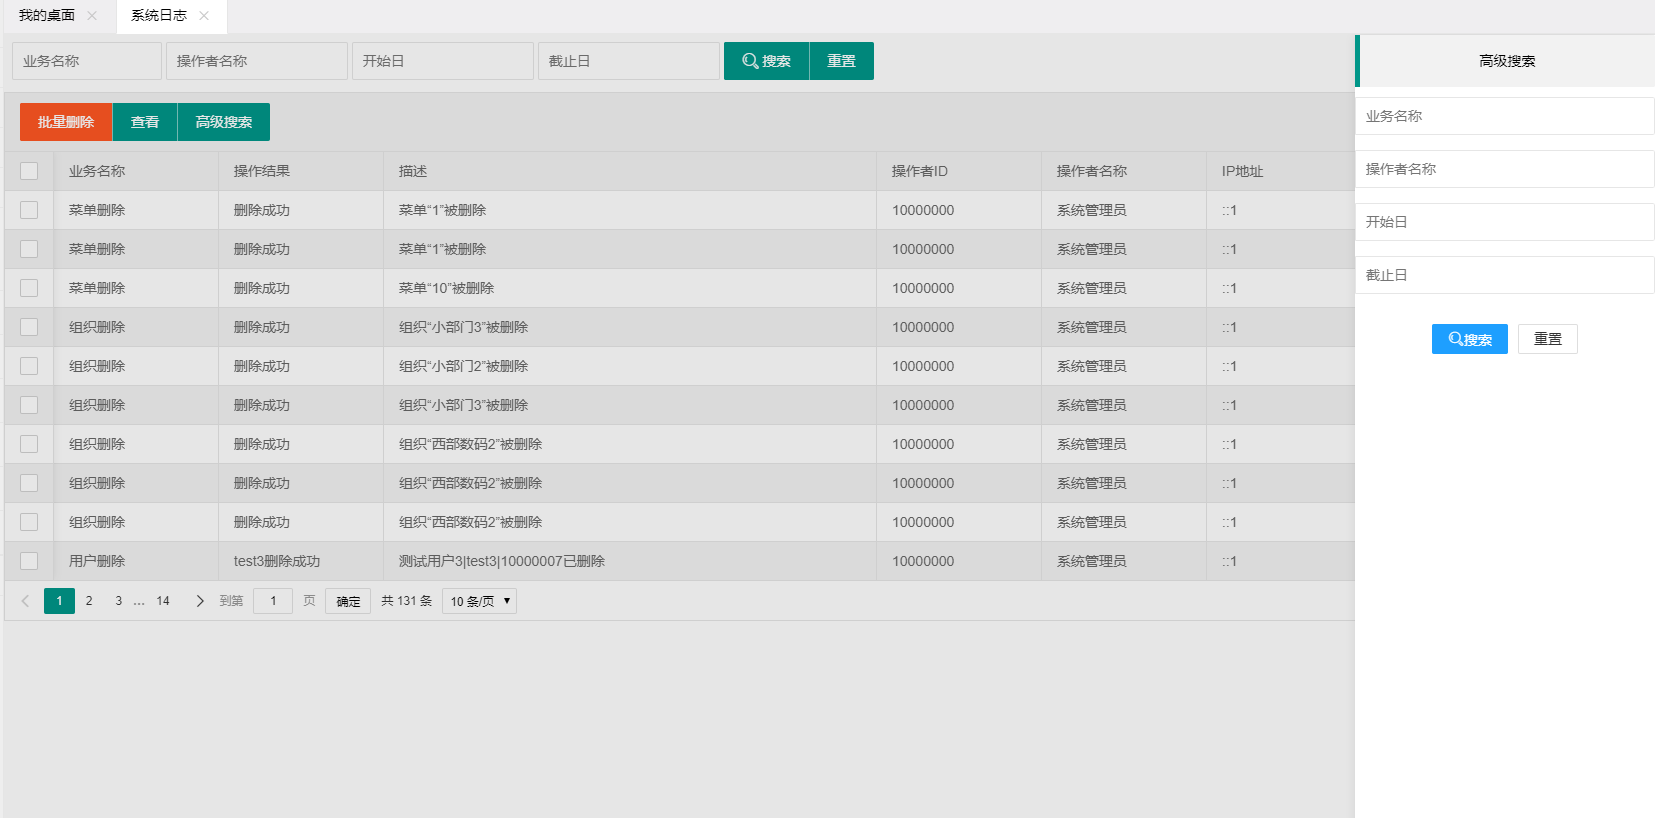 我的桌面
系统日志
业务名称 操作者名称 开始日 截止日 搜索 重置
批量删除 查看 高级搜索
业务名称 操作结果 描述 操作者ID 操作者名称 IP地址
菜单删除 删除成功 菜单“1”被删除 10000000 系统管理员 ::1
菜单删除 删除成功 菜单“1”被删除 10000000 系统管理员 ::1
菜单删除 删除成功 菜单“10”被删除 10000000 系统管理员 ::1
组织删除 删除成功 组织“小部门3”被删除 10000000 系统管理员 ::1
组织删除 删除成功 组织“小部门2”被删除 10000000 系统管理员 ::1
组织删除 删除成功 组织“小部门3”被删除 10000000 系统管理员 ::1
组织删除 删除成功 组织“西部数码2”被删除 10000000 系统管理员 ::1
组织删除 删除成功 组织“西部数码2”被删除 10000000 系统管理员 ::1
组织删除 删除成功 组织“西部数码2”被删除 10000000 系统管理员 ::1
用户删除 test3删除成功 测试用户3|test3|10000007已删除 10000000 系统管理员 ::1
1 2 3 ... 14 到第 1 页 确定 共 131 条 10 条/页
高级搜索
业务名称
操作者名称
开始日
截止日
搜索 重置